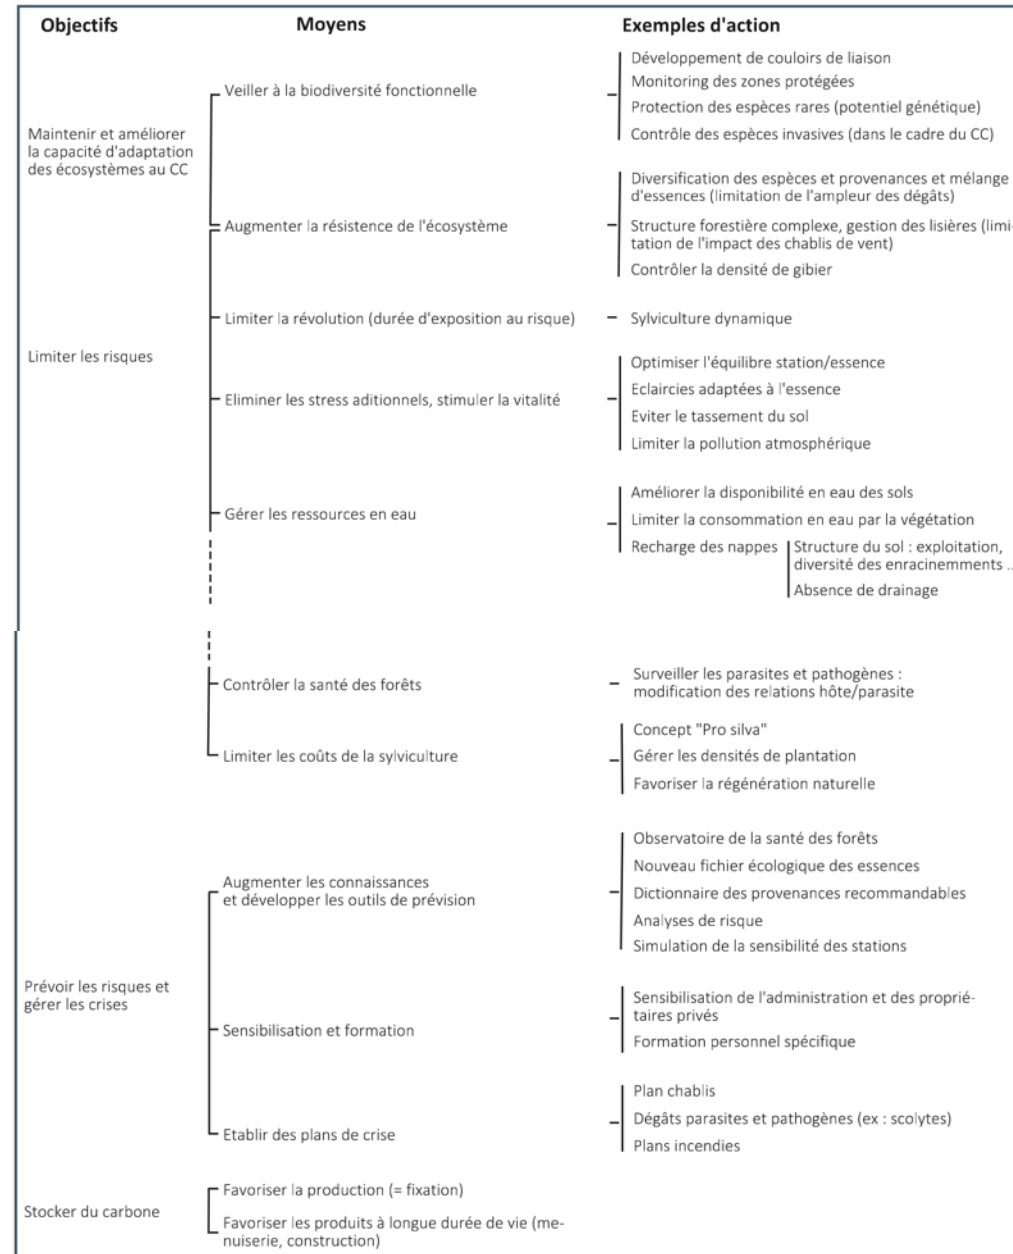 Objectifs Moyens Exemples d'action
Développement de couloirs de liaison
Veiller à la biodiversité fonctionnelle
Monitoring des zones protégées
Protection des espèces rares (potentiel génétique)
Contrôle des espèces invasives (dans le cadre du CC)
Maintenir et améliorer
la capacité d'adaptation
des écosystèmes au CC
Diversification des espèces et provenances et mélange
d'essences (limitation de l'ampleur des dégâts)
Augmenter la résistence de l'écosystème
Structure forestière complexe, gestion des lisières (limi-
tation de l'impact des chablis de vent)
Contrôler la densité de gibier
Limiter la révolution (durée d'exposition au risque)
Sylviculture dynamique
Limiter les risques
Eliminer les stress aditionnels, stimuler la vitalité
Optimiser l'équilibre station/essence
Eclaircies adaptées à l'essence
Eviter le tassement du sol
Limiter la pollution atmosphérique
Gérer les ressources en eau
Améliorer la disponibilité en eau des sols
Limiter la consommation en eau par la végétation
Recharge des nappes
Structure du sol : exploitation,
diversité des enracinemments ..
Absence de drainage
Contrôler la santé des forêts
Surveiller les parasites et pathogènes :
modification des relations hôte/parasite
Limiter les coûts de la sylviculture
Concept "Pro silva"
Gérer les densités de plantation
Favoriser la régénération naturelle
Augmenter les connaissances
et développer les outils de prévision
Observatoire de la santé des forêts
Nouveau fichier écologique des essences
Dictionnaire des provenances recommandables
Analyses de risque
Simulation de la sensibilité des stations
Prévoir les risques et
gérer les crises
Sensibilisation et formation
Sensibilisation de l'administration et des proprié-
taires privés
Formation personnel spécifique
Etablir des plans de crise
Plan chablis
Dégâts parasites et pathogènes (ex : scolytes)
Plans incendies
Stocker du carbone
Favoriser la production (= fixation)
Favoriser les produits à longue durée de vie (me-
nuiserie, construction)